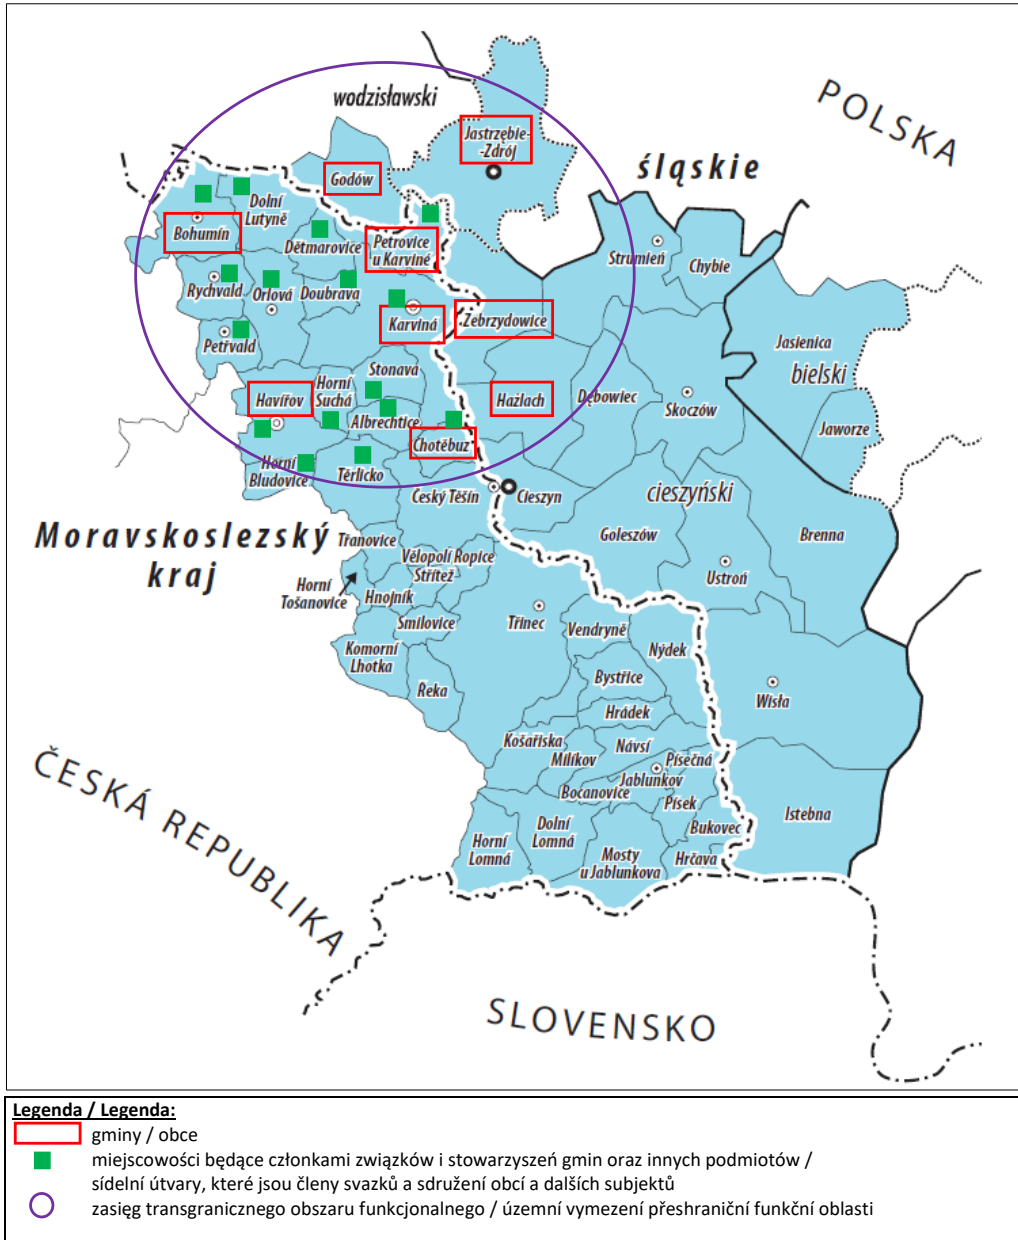 POLSKA
wodzisławski
Jastrzębie-
-Zdrój
śląskie
Godów
Dolní
Lutyně
Bohumín
Dětmarovice
Petrovice
u Karviné
Strumień
Chybie
Rychvald
Orlová
Doubrava
Karviná
Zebrzydowice
Petřvald
Jasienica
bielski
Stonava
Havířov
Horní
Suchá
Albrechtice
Hażlach
Dębowiec
Skoczów
Jaworze
Chotěbuz
Horní
Bludovice
Těrlicko
Český Těšín
Cieszyn
cieszyński
Moravskoslezský
kraj
Třanovice
Goleszów
Brenna
Vělopolí
Ropice
Střítež
Ustroń
Horní
Tošanovice
Hnojník
Smilovice
Třinec
Vendryně
Komorní
Lhotka
Nýdek
Řeka
Bystřice
Wisła
Hrádek
Košařiska
Návsí
Milíkov
Písečná
Jablunkov
Bocanovice
Písek
Istebna
Dolní
Lomná
Bukovec
Horní
Lomná
Mosty
u Jablunkova
Hrčava
ČESKÁ REPUBLIKA
SLOVENSKO
Legenda / Legenda:
gminy / obce
miejscowości będące członkami związków i stowarzyszeń gmin oraz innych podmiotów /
sídelní útvary, které jsou členy svazků a sdružení obcí a dalších subjektů
zasięg transgranicznego obszaru funkcjonalnego / územní vymezení přeshraniční funkční oblasti